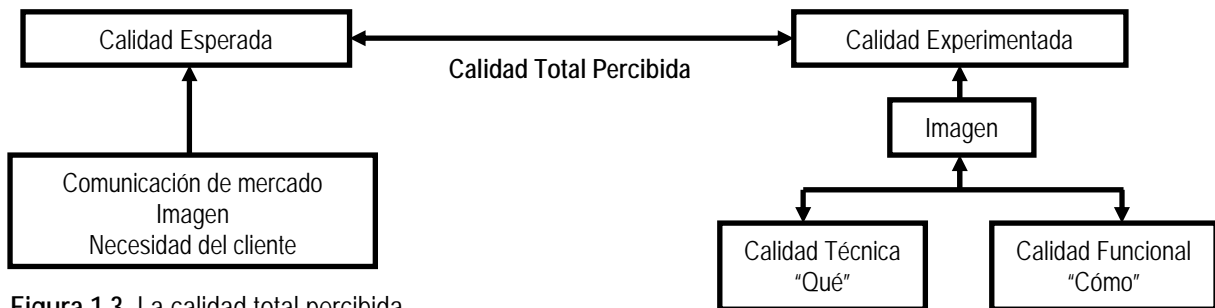 Calidad Esperada
Calidad Experimentada
Calidad Total Percibida
Imagen
Comunicación de mercado
Imagen
Necesidad del cliente
Calidad Técnica
“Qué”
Calidad Funcional
“Cómo”
Figura 1.3. La calidad total percibida